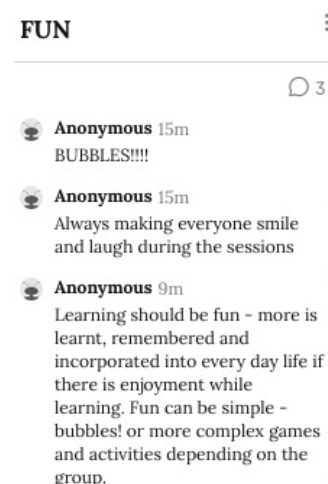 FUN
3
Anonymous 15m
BUBBLES!!!!
Anonymous 15m
Always making everyone smile
and laugh during the sessions
Anonymous 9m
Learning should be fun - more is
learnt, remembered and
incorporated into every day life if
there is enjoyment while
learning. Fun can be simple -
bubbles! or more complex games
and activities depending on the
group.